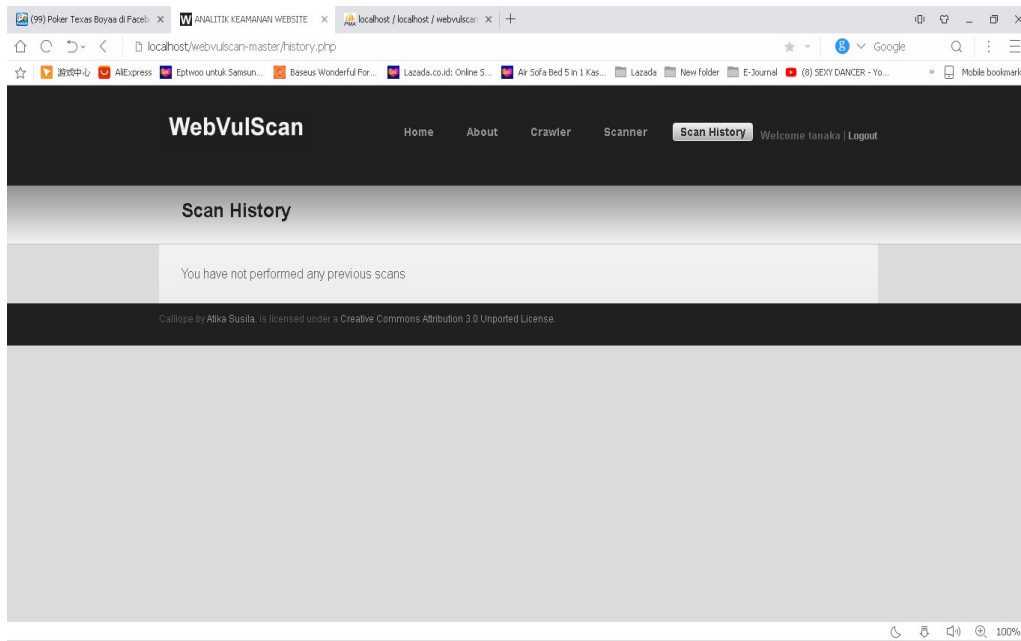 (99) Poker Texas Boyaa di Faceb
ANALITIK KEAMANAN WEBSITE
localhost / localhost / webvulscan
localhost/webvulscan-master/history.php
Google
游戏中心
AliExpress
Eptwoo untuk Samsun...
Baseus Wonderful For...
Lazada.co.id: Online S...
Air Sofa Bed 5 in 1 Kas...
Lazada
New folder
E-Journal
(8) SEXY DANCER - Yo...
Mobile bookmark
WebVulScan
Home
About
Crawler
Scanner
Scan History
Welcome tanaka | Logout
Scan History
You have not performed any previous scans
Calliope by Atika Susila. is licensed under a Creative Commons Attribution 3.0 Unported License.
100%